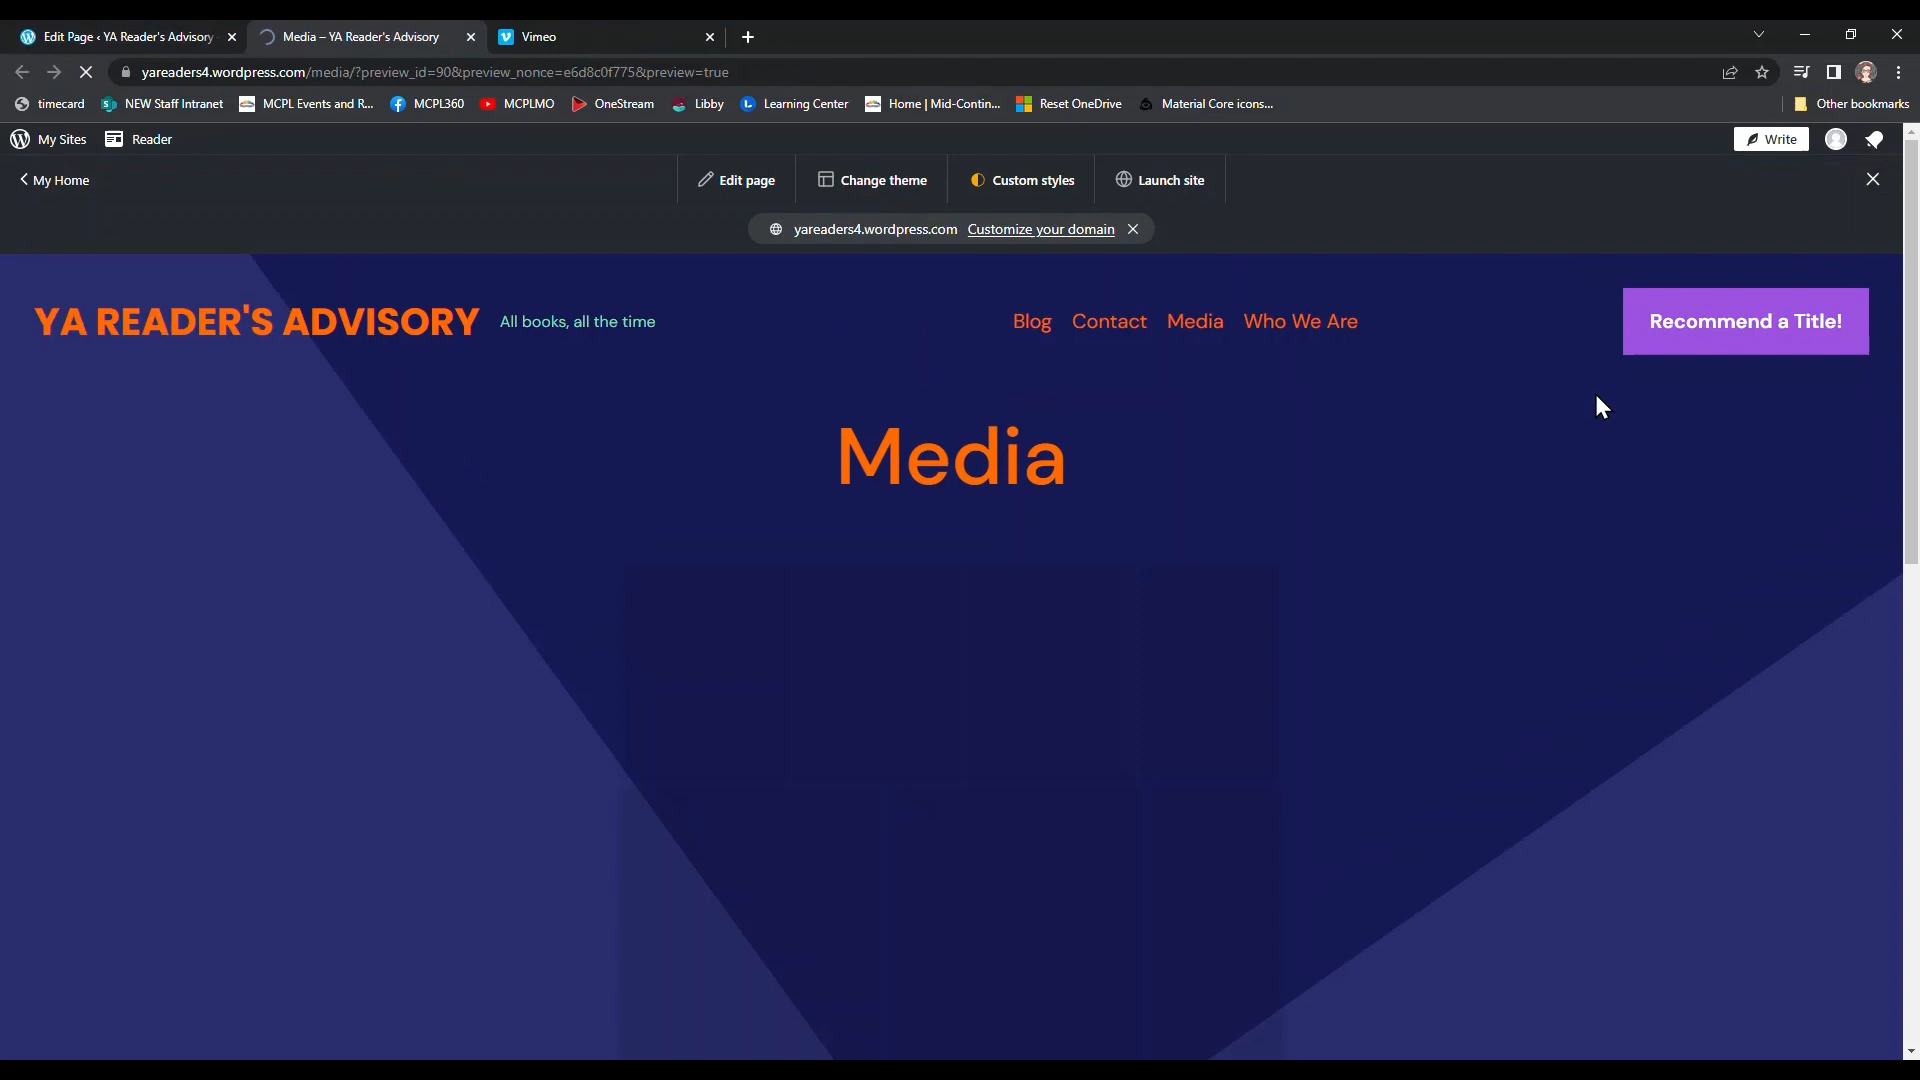 Edit Page ‹ YA Reader's Advisory
Media – YA Reader's Advisory
Vimeo
yareaders4.wordpress.com/media/?preview_id=90&preview_nonce=e6d8c0f775&preview=true
timecard
NEW Staff Intranet
MCPL Events and R...
MCPL360
MCPLMO
OneStream
Libby
Learning Center
Home | Mid-Contin...
Reset OneDrive
Material Core icons...
Other bookmarks
My Sites
Reader
Write
My Home
Edit page
Change theme
Custom styles
Launch site
yareaders4.wordpress.com Customize your domain
YA READER'S ADVISORY
All books, all the time
Blog Contact Media Who We Are
Recommend a Title!
Media